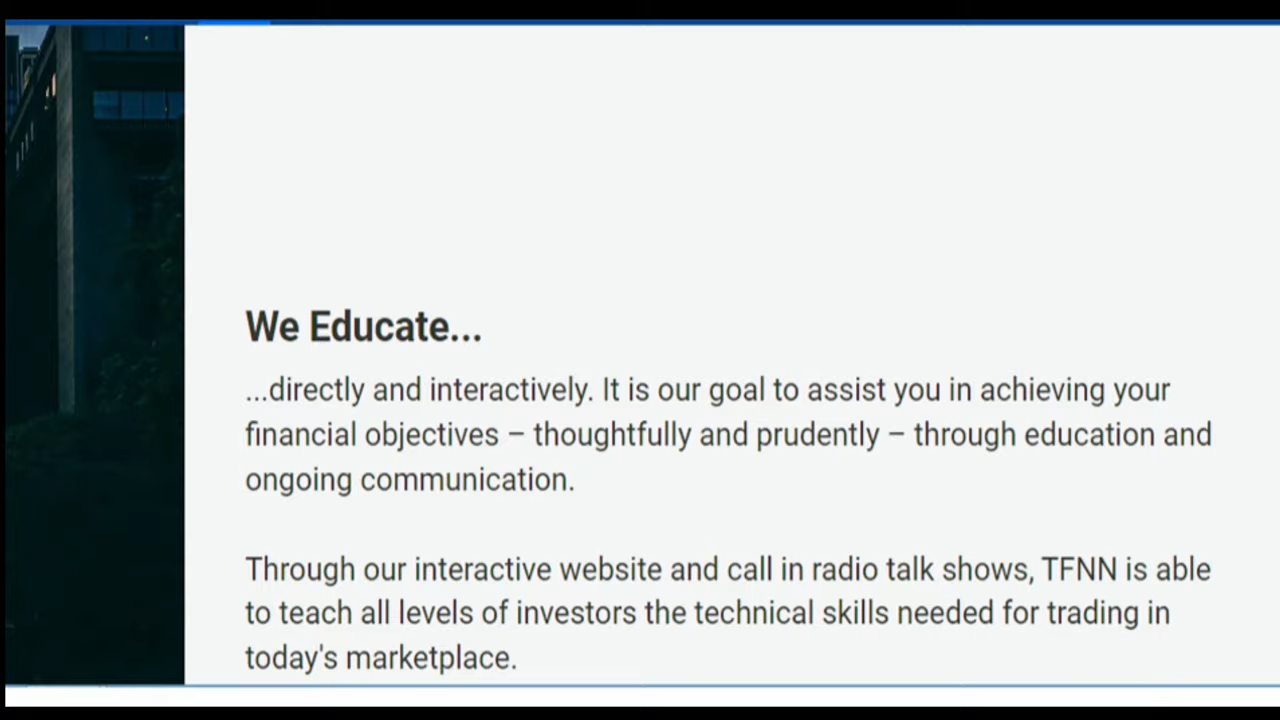 We Educate...
...directly and interactively. It is our goal to assist you in achieving your
financial objectives – thoughtfully and prudently – through education and
ongoing communication.
Through our interactive website and call in radio talk shows, TFNN is able
to teach all levels of investors the technical skills needed for trading in
today's marketplace.